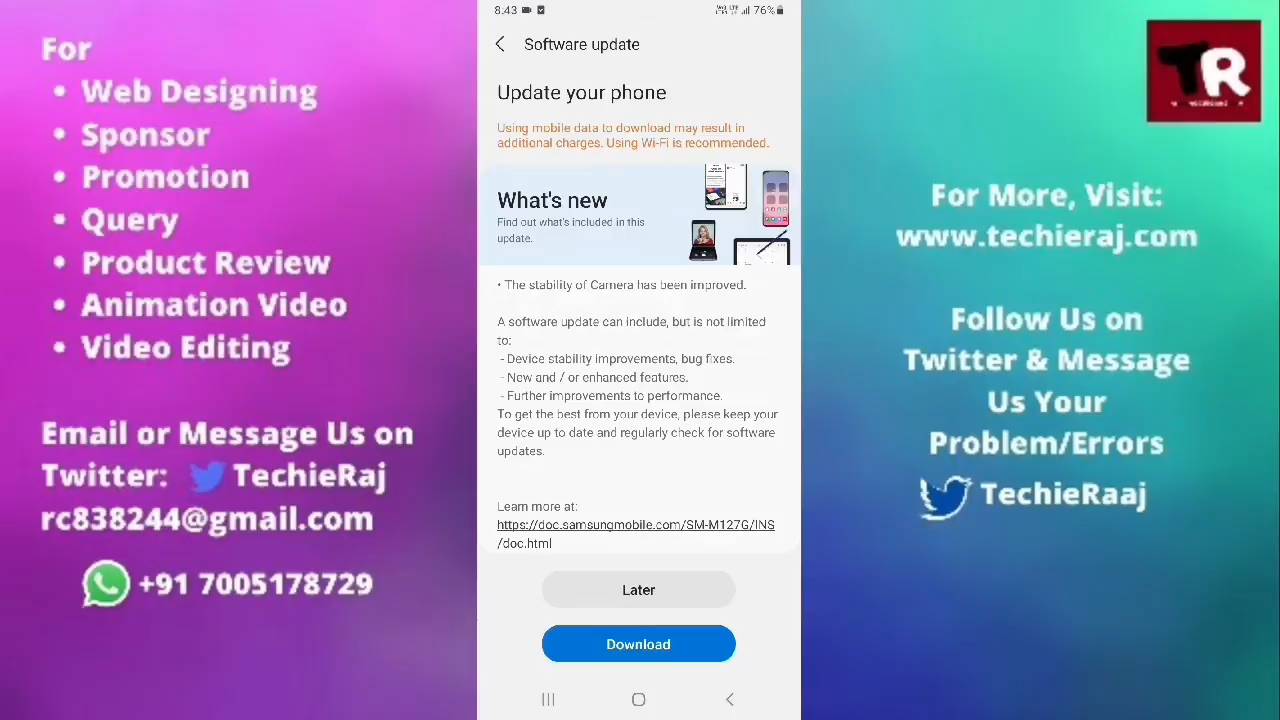 For
• Web Designing
• Sponsor
• Promotion
• Query
• Product Review
• Animation Video
• Video Editing
Email or Message Us on
Twitter: TechieRaj
rc838244@gmail.com
+91 7005178729
8:43
76%
Software update
Update your phone
Using mobile data to download may result in
additional charges. Using Wi-Fi is recommended.
What's new
Find out what's included in this
update.
• The stability of Camera has been improved.
A software update can include, but is not limited
to:
- Device stability improvements, bug fixes.
- New and / or enhanced features.
- Further improvements to performance.
To get the best from your device, please keep your
device up to date and regularly check for software
updates.
Learn more at:
https://doc.samsungmobile.com/SM-M127G/INS
/doc.html
Later
Download
TR
For More, Visit:
www.techieraj.com
Follow Us on
Twitter & Message
Us Your
Problem/Errors
TechieRaaj